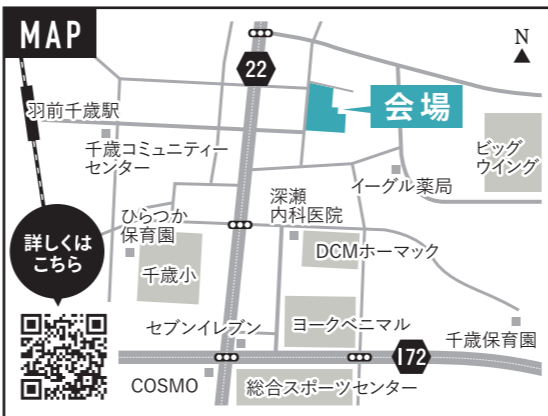 MAP
N
22
羽前千歳駅
会場
千歳コミュニティー
センター
ビッグ
ウイング
イーグル薬局
深瀬
内科医院
ひらつか
保育園
詳しくは
こちら
DCMホーマック
千歳小
セブンイレブン
ヨークベニマル
千歳保育園
172
COSMO
総合スポーツセンター